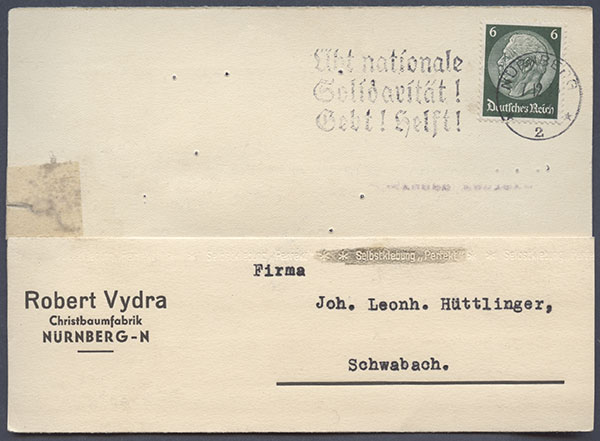 6 6
Deutsches Reich
NÜRNBERG
2
Übt nationale
Solidarität!
Gebt! Helft!
✻✻ Selbstklebung „Perfekt"
Firma
Robert Vydra
Christbaumfabrik
NÜRNBERG-N
Joh. Leonh. Hüttlinger,
Schwabach.